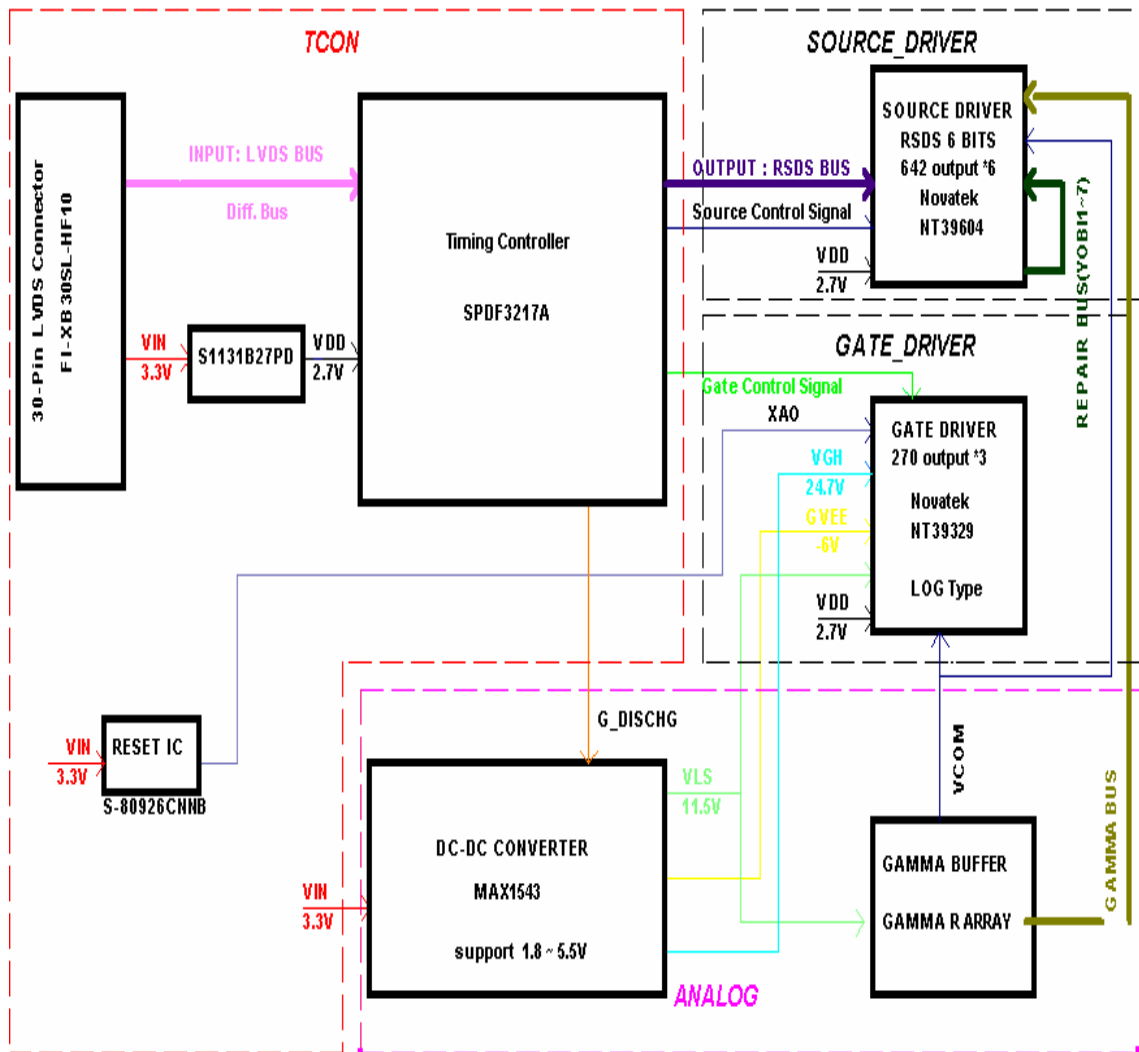 TCON
SOURCE_DRIVER
30-Pin LVDS Connector
FI-XB30SL-HF10
INPUT: LVDS BUS
Diff. Bus
Timing Controller
SPDF3217A
VIN
3.3V
S1131B27PD
VDD
2.7V
OUTPUT : RSDS BUS
Source Control Signal
VDD
2.7V
SOURCE DRIVER
RSDS 6 BITS
642 output *6
Novatek
NT39604
REPAIR BUS(YOBI1~7)
GATE_DRIVER
Gate Control Signal
XAO
VGH
24.7V
GVEE
-6V
VDD
2.7V
GATE DRIVER
270 output *3
Novatek
NT39329
LOG Type
G_DISCHG
VIN
3.3V
RESET IC
S-80926CNNB
VLS
11.5V
VIN
3.3V
DC-DC CONVERTER
MAX1543
support 1.8 ~ 5.5V
ANALOG
VCOM
GAMMA BUFFER
GAMMA R ARRAY
GAMMA BUS